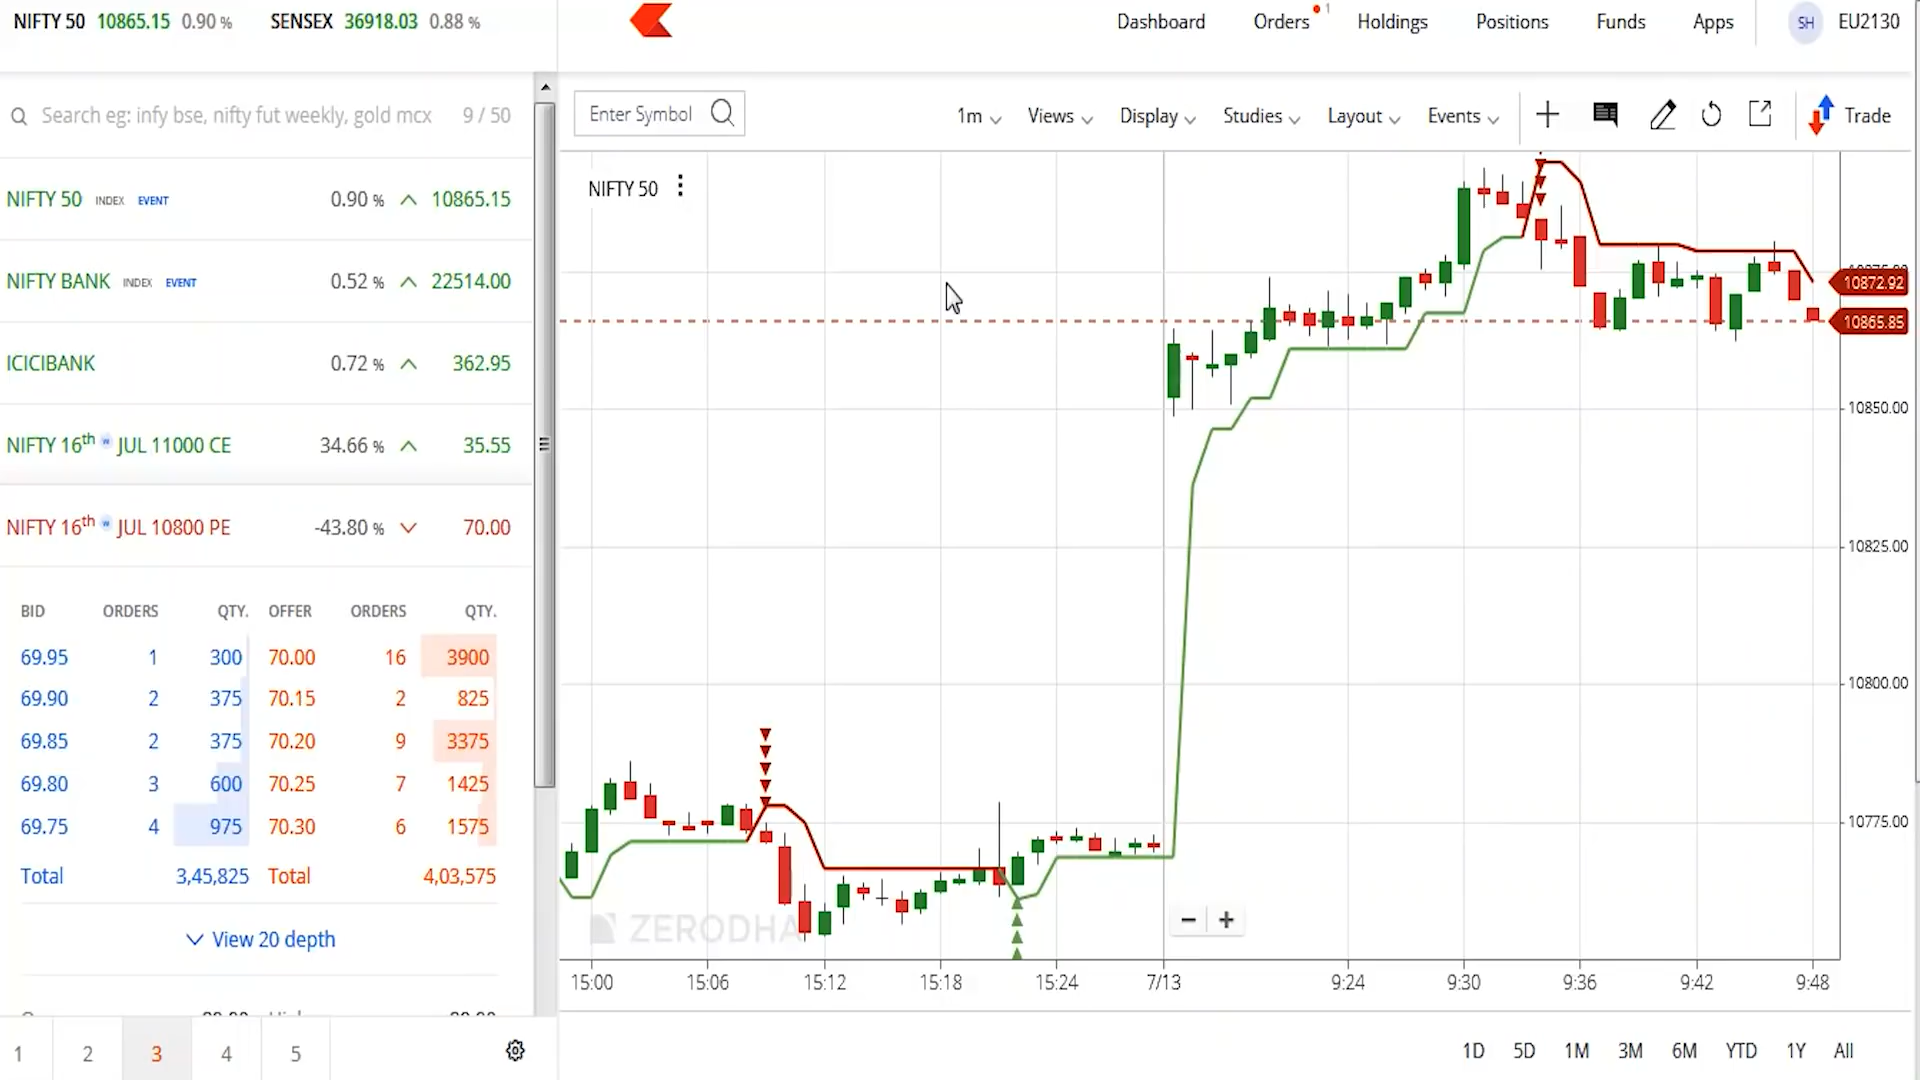 NIFTY 50 10865.15 0.90 % SENSEX 36918.03 0.88 %
Dashboard Orders 1 Holdings Positions Funds Apps SH EU2130
Search eg: infy bse, nifty fut weekly, gold mcx 9 / 50
Enter Symbol 1m Views Display Studies Layout Events Trade
NIFTY 50 INDEX EVENT 0.90 % 10865.15
NIFTY BANK INDEX EVENT 0.52 % 22514.00
ICICIBANK 0.72 % 362.95
NIFTY 16th w JUL 11000 CE 34.66 % 35.55
NIFTY 16th w JUL 10800 PE -43.80 % 70.00
BID ORDERS QTY. OFFER ORDERS QTY.
69.95 1 300 70.00 16 3900
69.90 2 375 70.15 2 825
69.85 2 375 70.20 9 3375
69.80 3 600 70.25 7 1425
69.75 4 975 70.30 6 1575
Total 3,45,825 Total 4,03,575
View 20 depth
1 2 3 4 5
NIFTY 50
10872.92
10865.85
10850.00
10825.00
10800.00
10775.00
ZERODHA
− +
15:00 15:06 15:12 15:18 15:24 7/13 9:24 9:30 9:36 9:42 9:48
1D 5D 1M 3M 6M YTD 1Y All